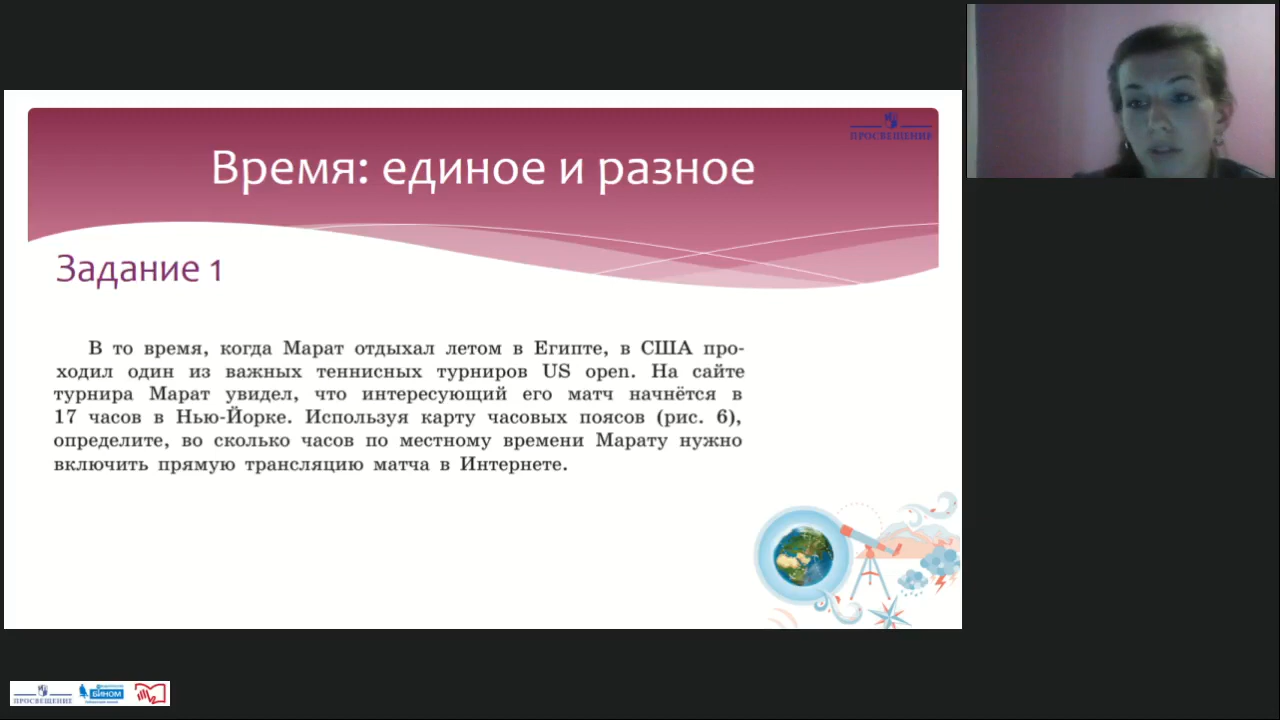 ПРОСВЕЩЕНИЕ
Время: единое и разное
Задание 1
В то время, когда Марат отдыхал летом в Египте, в США про-
ходил один из важных теннисных турниров US open. На сайте
турнира Марат увидел, что интересующий его матч начнётся в
17 часов в Нью-Йорке. Используя карту часовых поясов (рис. 6),
определите, во сколько часов по местному времени Марату нужно
включить прямую трансляцию матча в Интернете.
ПРОСВЕЩЕНИЕ
БИНОМ